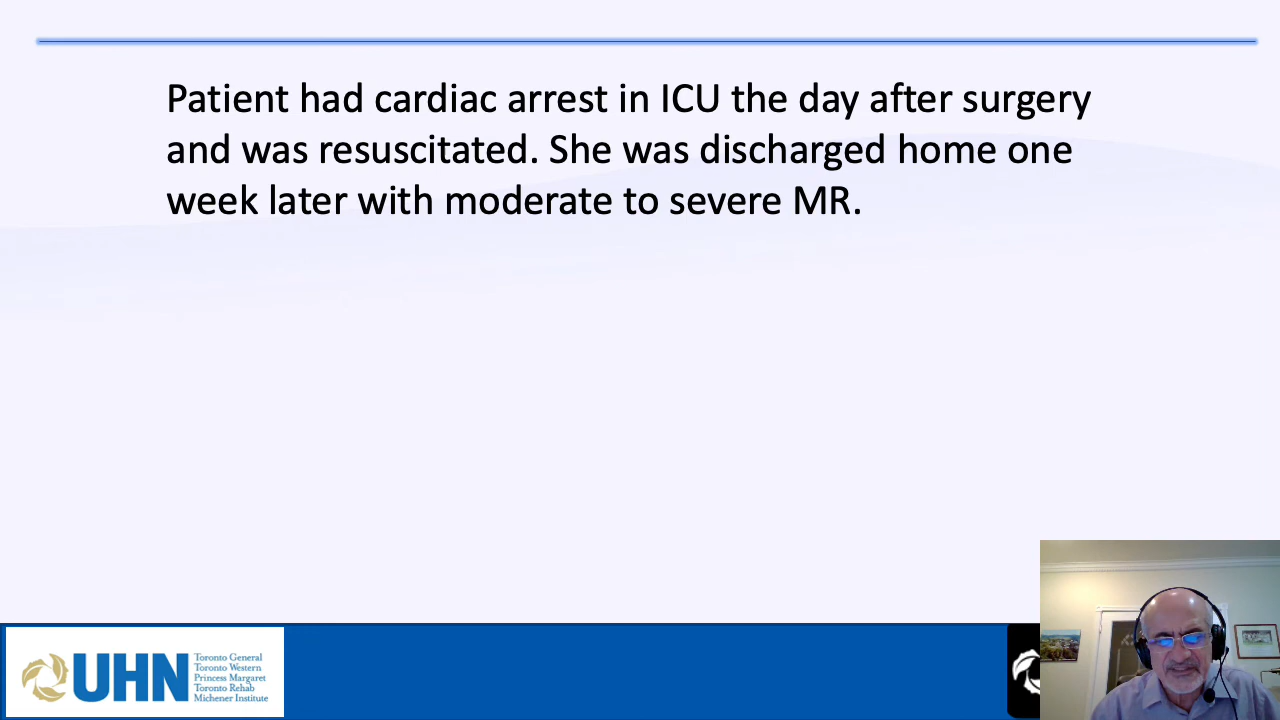 Patient had cardiac arrest in ICU the day after surgery
and was resuscitated. She was discharged home one
week later with moderate to severe MR.
UHN
Toronto General
Toronto Western
Princess Margaret
Toronto Rehab
Michener Institute